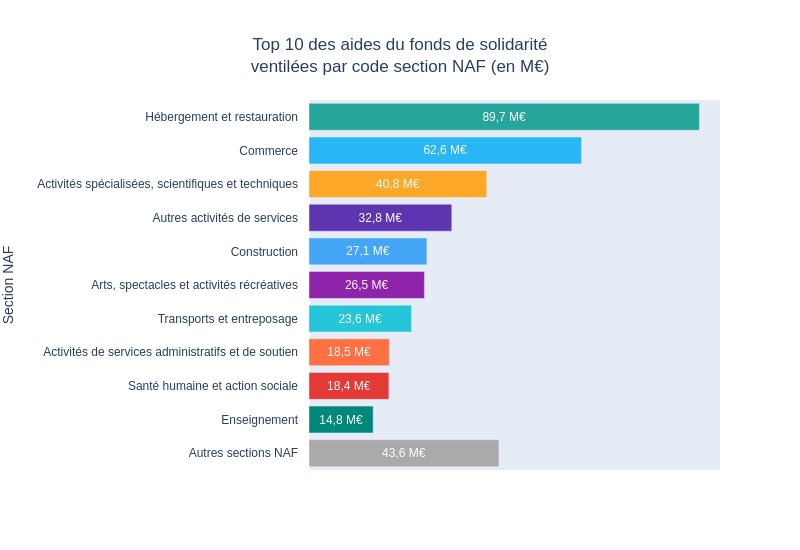 Top 10 des aides du fonds de solidarité
ventilées par code section NAF (en M€)
Section NAF
Hébergement et restauration 89,7 M€
Commerce 62,6 M€
Activités spécialisées, scientifiques et techniques 40,8 M€
Autres activités de services 32,8 M€
Construction 27,1 M€
Arts, spectacles et activités récréatives 26,5 M€
Transports et entreposage 23,6 M€
Activités de services administratifs et de soutien 18,5 M€
Santé humaine et action sociale 18,4 M€
Enseignement 14,8 M€
Autres sections NAF 43,6 M€